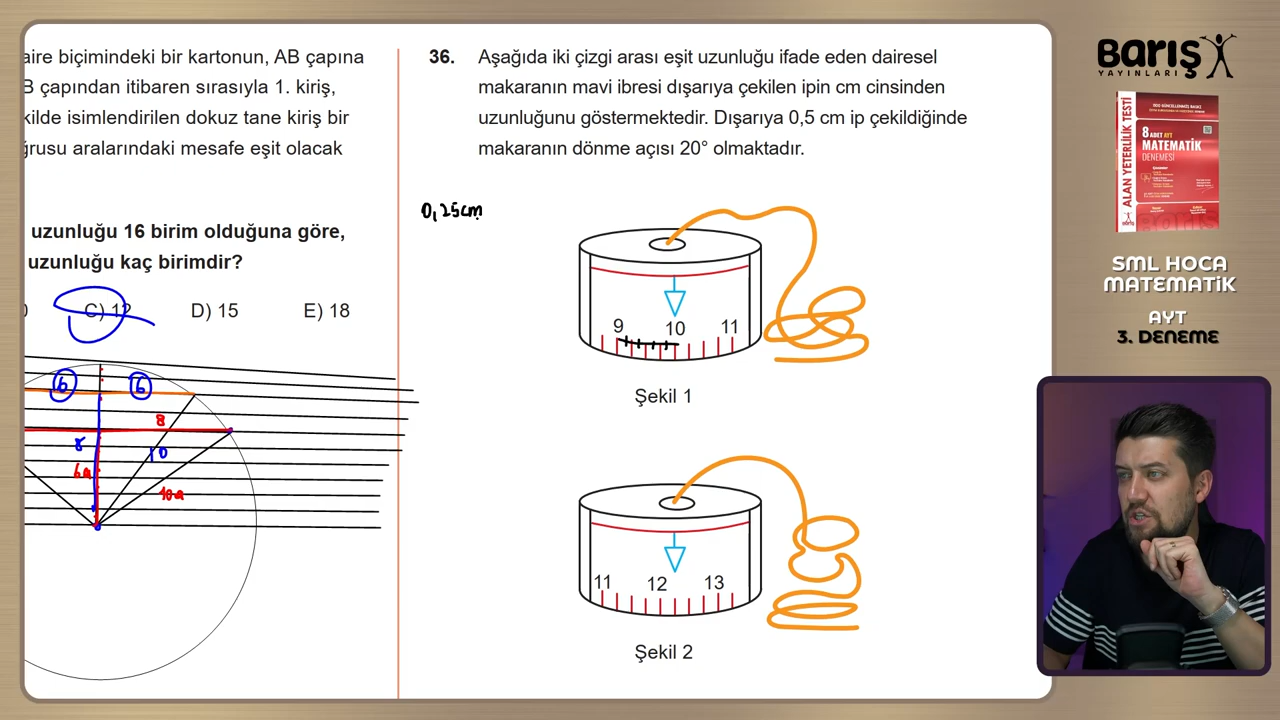 aire biçimindeki bir kartonun, AB çapına
B çapından itibaren sırasıyla 1. kiriş,
kilde isimlendirilen dokuz tane kiriş bir
ğrusu aralarındaki mesafe eşit olacak
uzunluğu 16 birim olduğuna göre,
uzunluğu kaç birimdir?
C) 12 D) 15 E) 18
6 6
8
8
10
6a
10a
36. Aşağıda iki çizgi arası eşit uzunluğu ifade eden dairesel
makaranın mavi ibresi dışarıya çekilen ipin cm cinsinden
uzunluğunu göstermektedir. Dışarıya 0,5 cm ip çekildiğinde
makaranın dönme açısı 20° olmaktadır.
0,25cm
9 10 11
Şekil 1
11 12 13
Şekil 2
BARIŞ
YAYINLARI
ALAN YETERLİLİK TESTİ
8 ADET AYT
MATEMATİK
DENEMESİ
BARIŞ
SML HOCA
MATEMATİK
AYT
3. DENEME